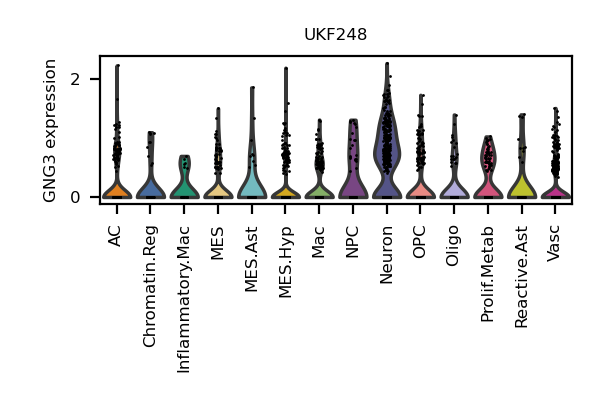 UKF248
GNG3 expression
2
0
AC
Chromatin.Reg
Inflammatory.Mac
MES
MES.Ast
MES.Hyp
Mac
NPC
Neuron
OPC
Oligo
Prolif.Metab
Reactive.Ast
Vasc